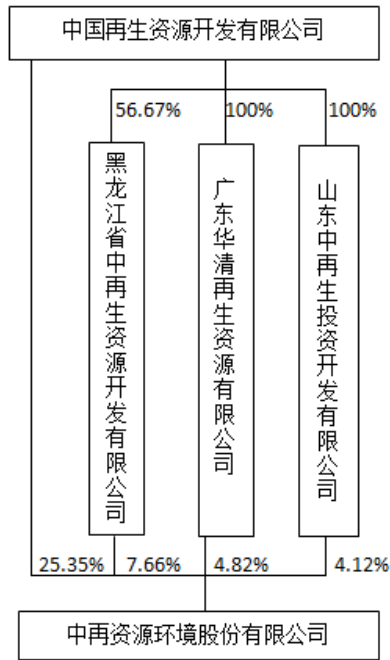 中国再生资源开发有限公司
56.67%
100%
100%
黑龙江省中再生资源开发有限公司
广东华清再生资源有限公司
山东中再生投资开发有限公司
25.35%
7.66%
4.82%
4.12%
中再资源环境股份有限公司